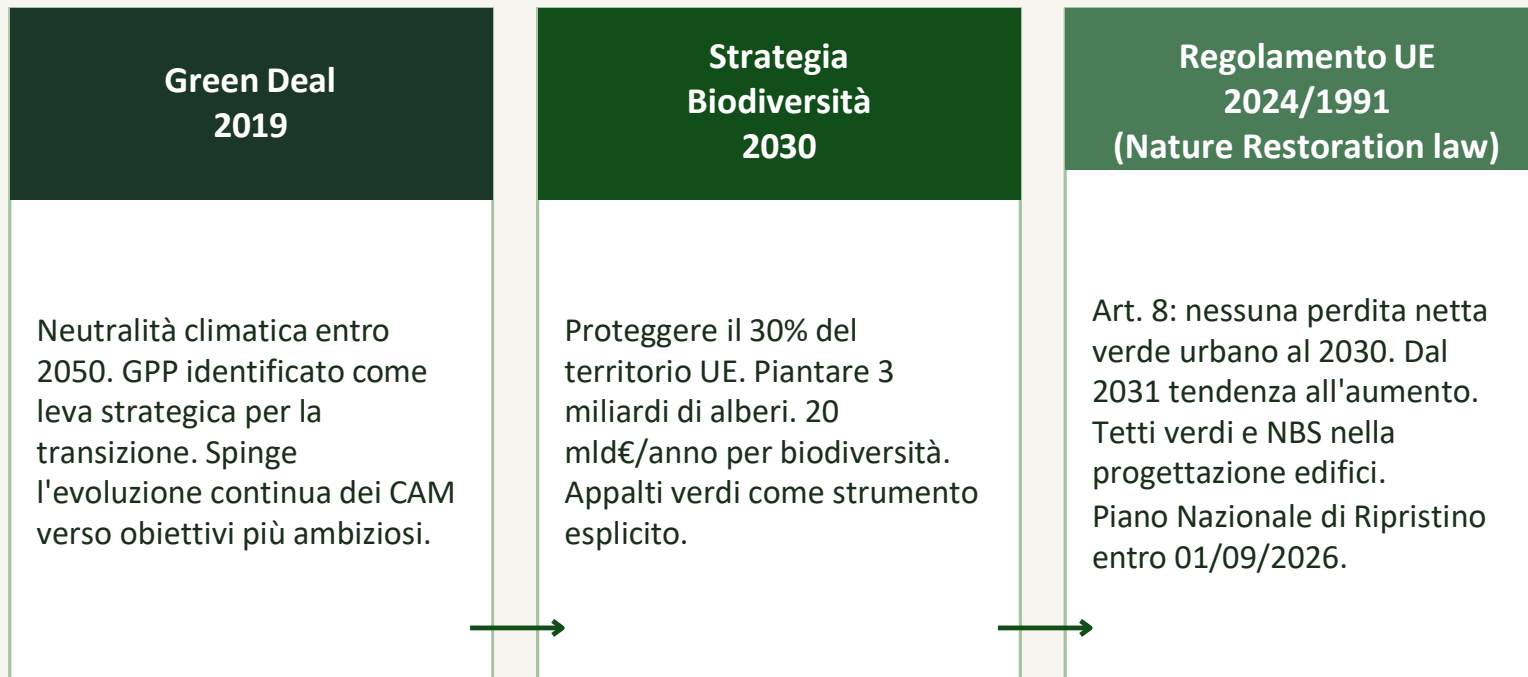 Green Deal
2019
Neutralità climatica entro
2050. GPP identificato come
leva strategica per la
transizione. Spinge
l'evoluzione continua dei CAM
verso obiettivi più ambiziosi.
Strategia
Biodiversità
2030
Proteggere il 30% del
territorio UE. Piantare 3
miliardi di alberi. 20
mld€/anno per biodiversità.
Appalti verdi come strumento
esplicito.
Regolamento UE
2024/1991
(Nature Restoration law)
Art. 8: nessuna perdita netta
verde urbano al 2030. Dal
2031 tendenza all'aumento.
Tetti verdi e NBS nella
progettazione edifici.
Piano Nazionale di Ripristino
entro 01/09/2026.